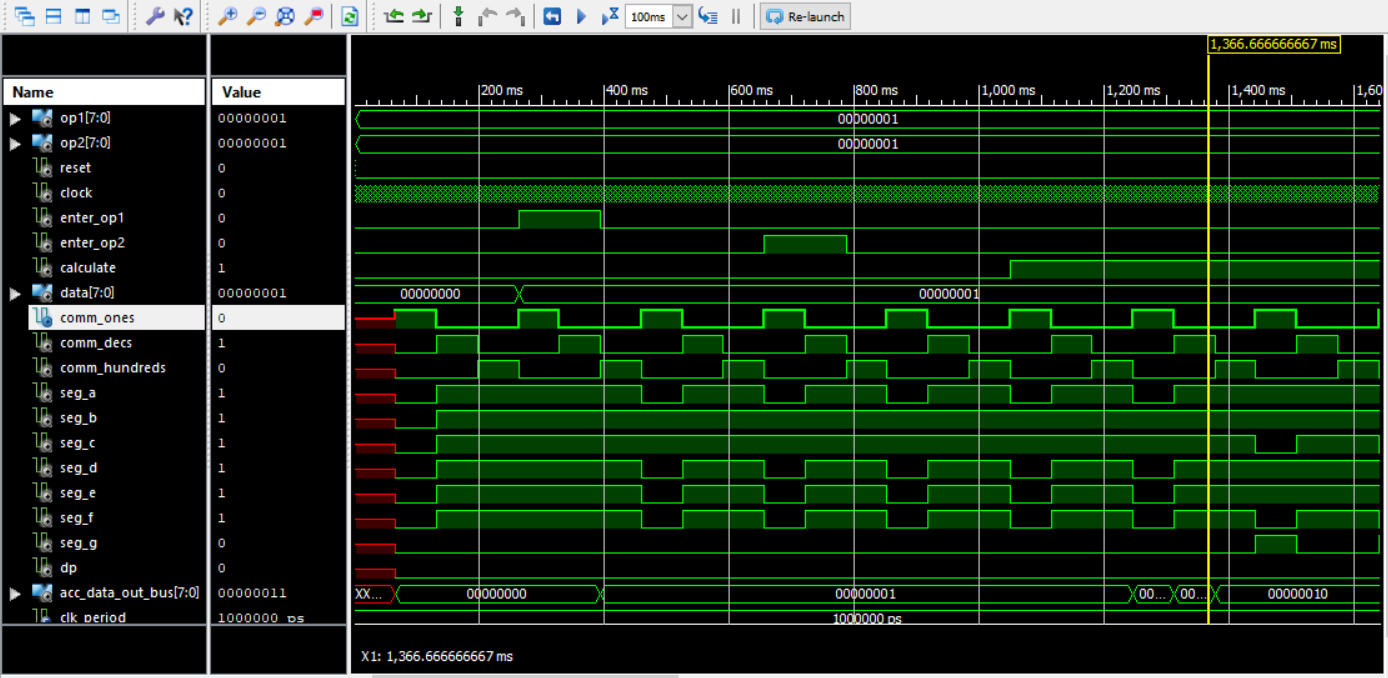 100ms Re-launch
1,366.666666667 ms
Name Value
200 ms 400 ms 600 ms 800 ms 1,000 ms 1,200 ms 1,400 ms 1,60
op1[7:0] 00000001 00000001
op2[7:0] 00000001 00000001
reset 0
clock 0
enter_op1 0
enter_op2 0
calculate 1
data[7:0] 00000001 00000000 00000001
comm_ones 0
comm_decs 1
comm_hundreds 0
seg_a 1
seg_b 1
seg_c 1
seg_d 1
seg_e 1
seg_f 1
seg_g 0
dp 0
acc_data_out_bus[7:0] 00000011 XX... 00000000 00000001 00... 00... 00000010
clk_period 1000000 ps 1000000 ps
X1: 1,366.666666667 ms